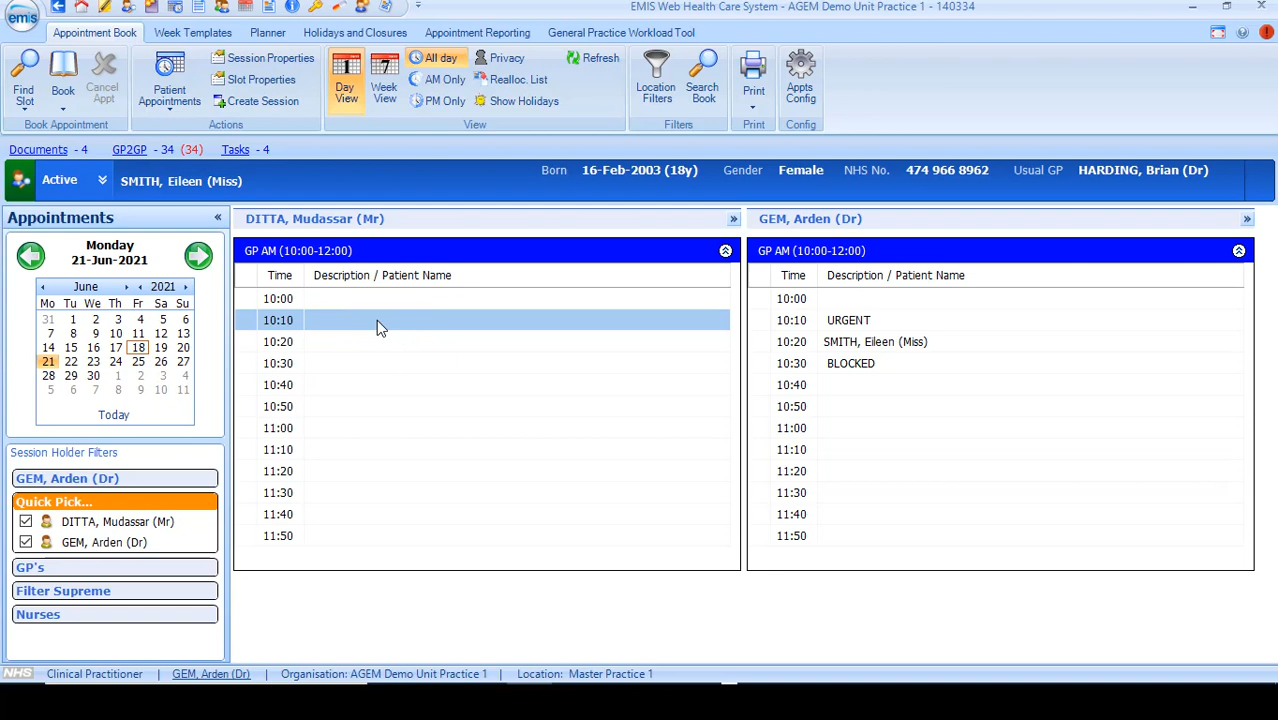 emis
EMIS Web Health Care System - AGEM Demo Unit Practice 1 - 140334
Appointment Book Week Templates Planner Holidays and Closures Appointment Reporting General Practice Workload Tool
Find Slot
Book
Cancel Appt
Book Appointment
Patient Appointments
Session Properties
Slot Properties
Create Session
Actions
1 Day View
7 Week View
All day
AM Only
PM Only
Privacy
Realloc. List
Show Holidays
Refresh
View
Location Filters
Search Book
Filters
Print
Print
Appts Config
Config
Documents - 4 GP2GP - 34 (34) Tasks - 4
Active SMITH, Eileen (Miss) Born 16-Feb-2003 (18y) Gender Female NHS No. 474 966 8962 Usual GP HARDING, Brian (Dr)
Appointments «
Monday
21-Jun-2021
June 2021
Mo Tu We Th Fr Sa Su
31 1 2 3 4 5 6
7 8 9 10 11 12 13
14 15 16 17 18 19 20
21 22 23 24 25 26 27
28 29 30 1 2 3 4
5 6 7 8 9 10 11
Today
Session Holder Filters
GEM, Arden (Dr)
Quick Pick...
DITTA, Mudassar (Mr)
GEM, Arden (Dr)
GP's
Filter Supreme
Nurses
DITTA, Mudassar (Mr) »
GP AM (10:00-12:00)
Time Description / Patient Name
10:00
10:10
10:20
10:30
10:40
10:50
11:00
11:10
11:20
11:30
11:40
11:50
GEM, Arden (Dr) »
GP AM (10:00-12:00)
Time Description / Patient Name
10:00
10:10 URGENT
10:20 SMITH, Eileen (Miss)
10:30 BLOCKED
10:40
10:50
11:00
11:10
11:20
11:30
11:40
11:50
NHS Clinical Practitioner GEM, Arden (Dr) Organisation: AGEM Demo Unit Practice 1 Location: Master Practice 1